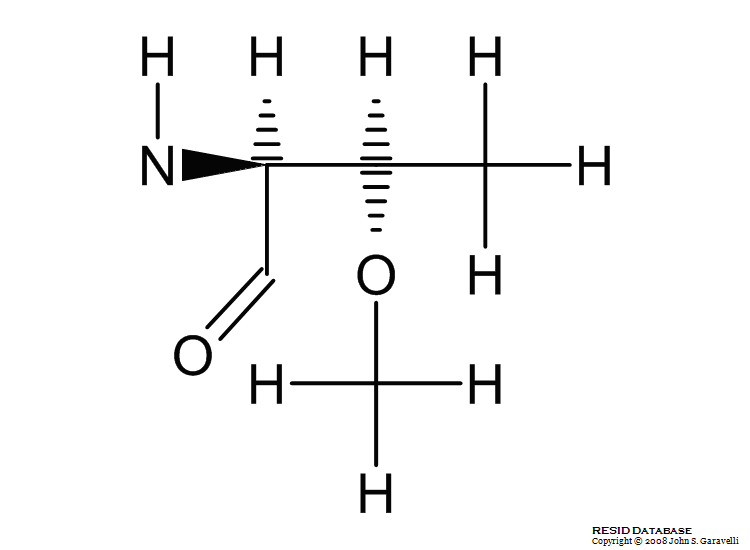 H H H H
N H
O H
O
H H
H
RESID DATABASE
Copyright © 2008 John S. Garavelli